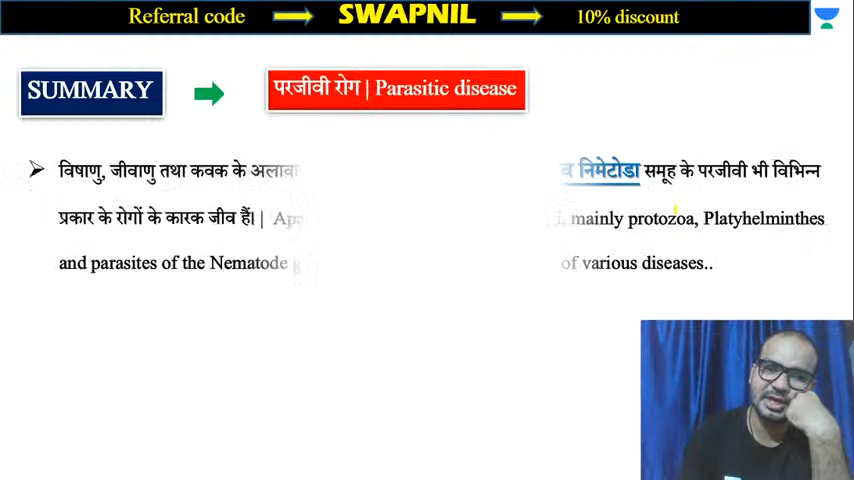 Referral code SWAPNIL 10% discount
SUMMARY परजीवी रोग | Parasitic disease
विषाणु, जीवाणु तथा कवक के अलावा व निमेटोडा समूह के परजीवी भी विभिन्न
प्रकार के रोगों के कारक जीव हैं। | mainly protozoa, Platyhelminthes
and parasites of the Nematode of various diseases..